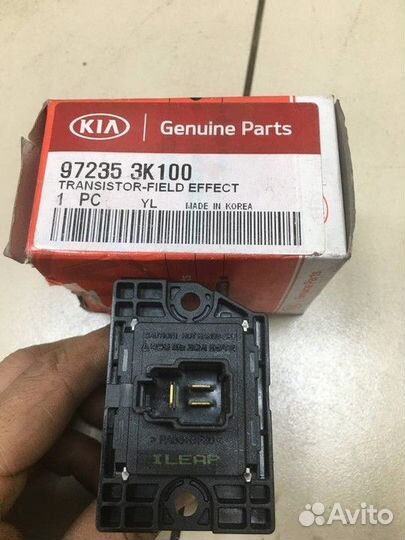 KIA Genuine Parts
97235 3K100
TRANSISTOR-FIELD EFFECT
1 PC YL MADE IN KOREA
ILEAP
Avito